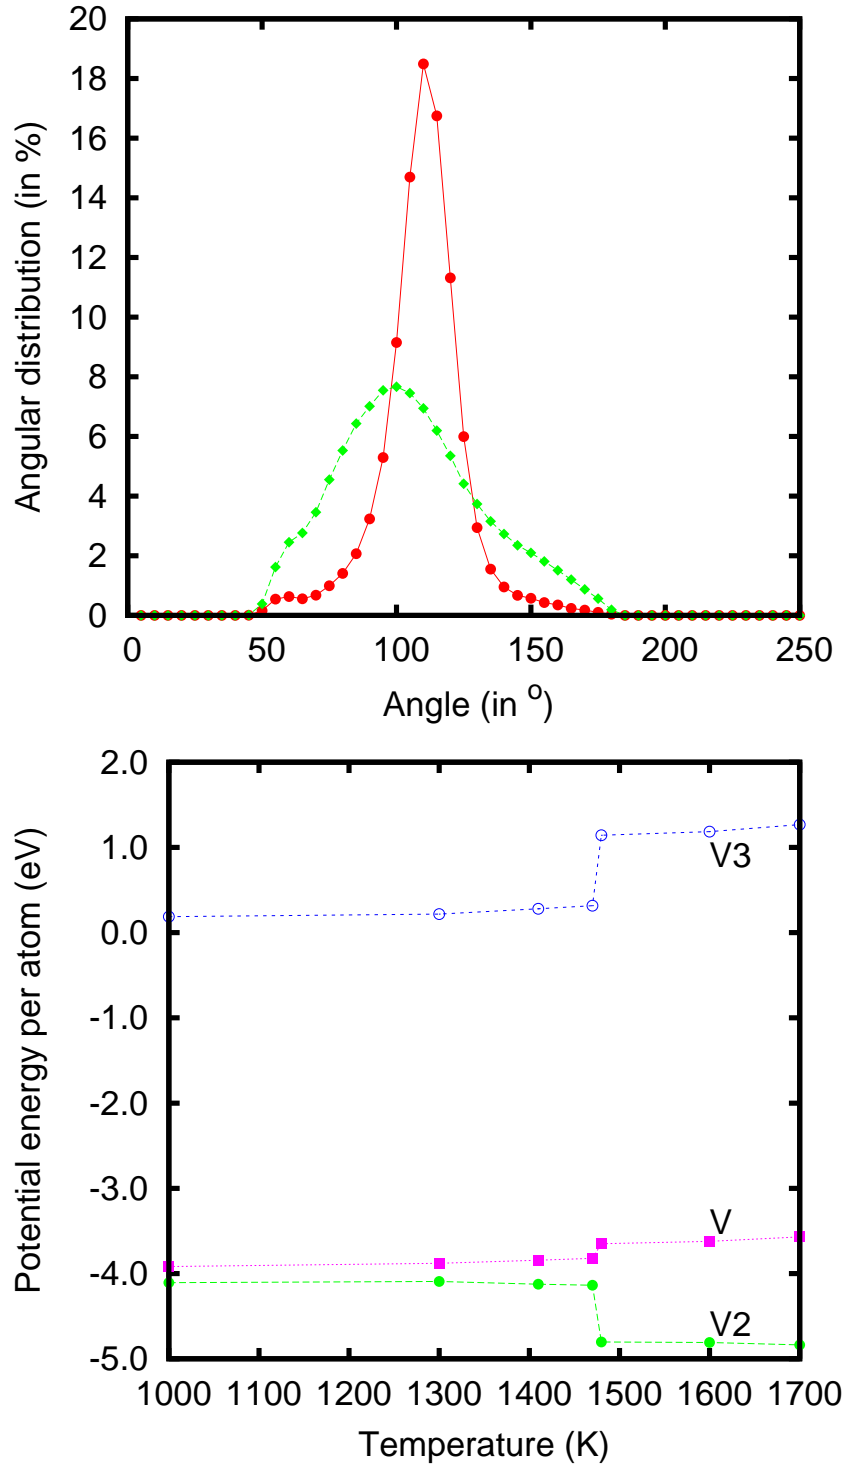 20
18
16
14
12
10
8
6
4
2
0
0 50 100 150 200 250
Angular distribution (in %)
Angle (in º)
2.0
1.0
0.0
-1.0
-2.0
-3.0
-4.0
-5.0
V3
V
V2
1000 1100 1200 1300 1400 1500 1600 1700
Potential energy per atom (eV)
Temperature (K)